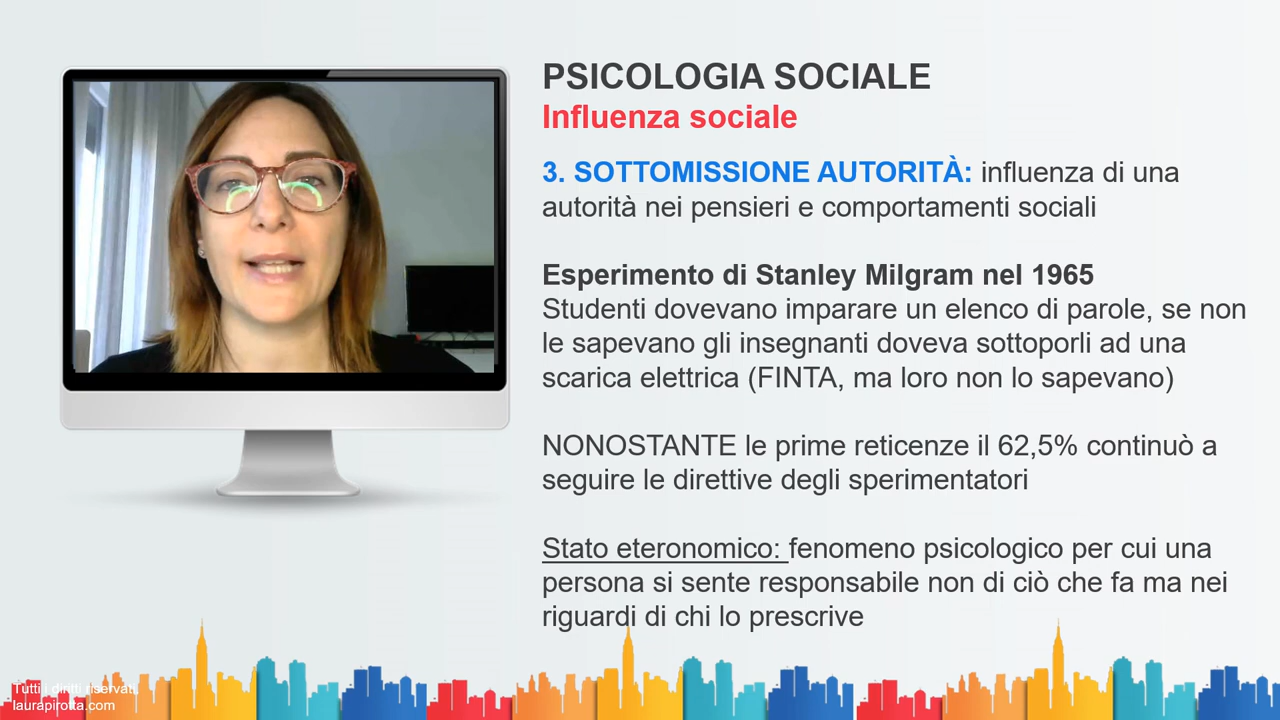 PSICOLOGIA SOCIALE
Influenza sociale
3. SOTTOMISSIONE AUTORITÀ: influenza di una
autorità nei pensieri e comportamenti sociali
Esperimento di Stanley Milgram nel 1965
Studenti dovevano imparare un elenco di parole, se non
le sapevano gli insegnanti doveva sottoporli ad una
scarica elettrica (FINTA, ma loro non lo sapevano)
NONOSTANTE le prime reticenze il 62,5% continuò a
seguire le direttive degli sperimentatori
Stato eteronomico: fenomeno psicologico per cui una
persona si sente responsabile non di ciò che fa ma nei
riguardi di chi lo prescrive
Tutti i diritti riservati
laurapirotta.com